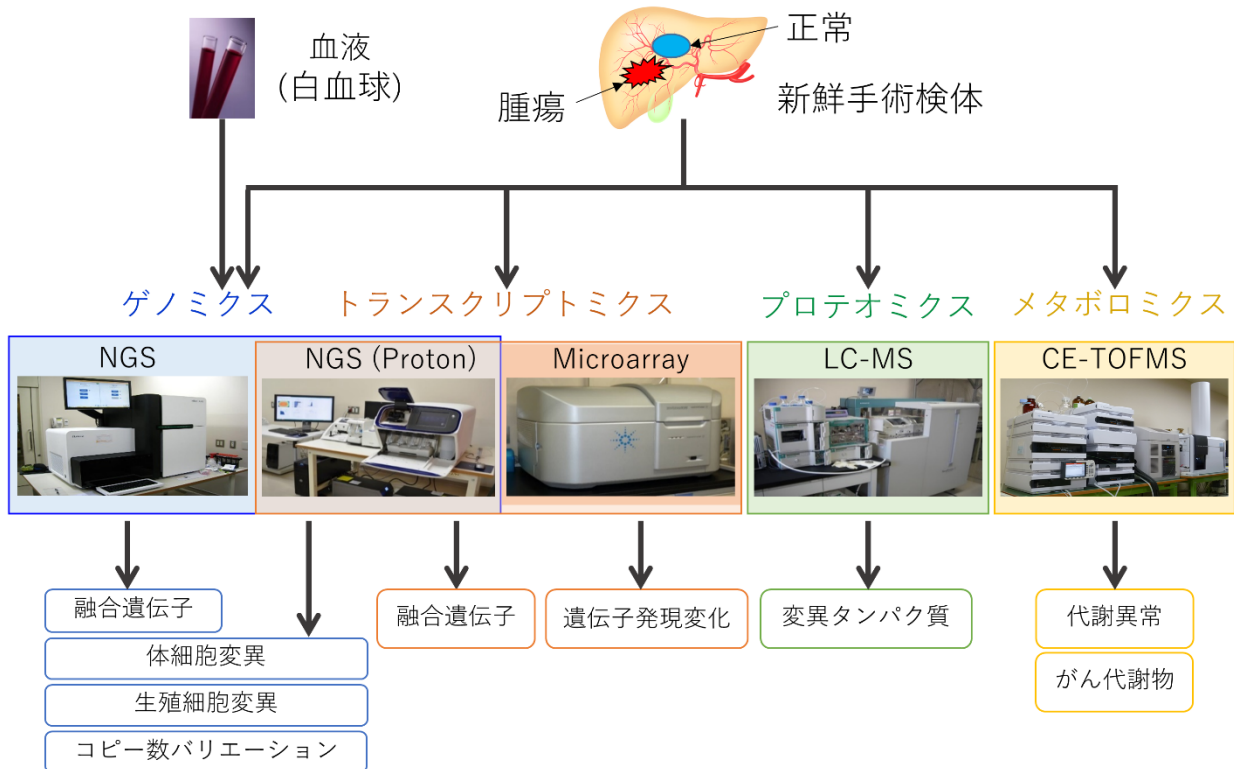 血液
(白血球)
正常
腫瘍
新鮮手術検体
ゲノミクス
トランスクリプトミクス
プロテオミクス
メタボロミクス
NGS
NGS (Proton)
Microarray
LC-MS
CE-TOFMS
融合遺伝子
体細胞変異
生殖細胞変異
コピー数バリエーション
融合遺伝子
遺伝子発現変化
変異タンパク質
代謝異常
がん代謝物